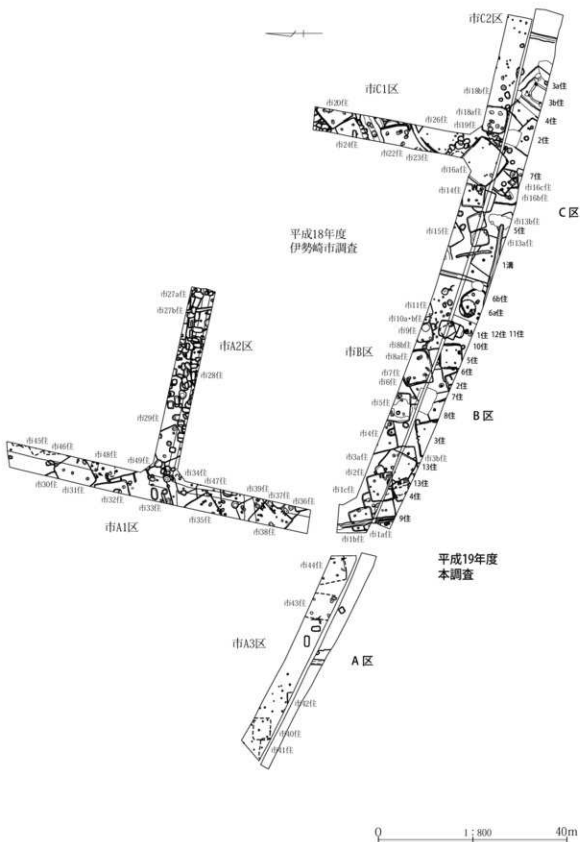 市C2区
市C1区
市20住
市26住
市24住
市22住
市23住
市18b住
市18a住
市19住
3a住
3b住
4住
2住
7住
市16a住
市16c住
市16b住
市14住
C区
平成18年度
伊勢崎市調査
市15住
市13b住
5住
市13a住
1溝
市27a住
市27b住
市A2区
市28住
市29住
市11住
市10a・b住
市9住
市8b住
市8a住
市B区
市7住
市6住
市5住
市4住
市3a住
市2住
市1c住
市1b住
市1a住
6b住
6a住
1住
12住
11住
10住
5住
6住
2住
7住
8住
B区
3住
市3b住
13住
13住
4住
9住
市45住
市46住
市48住
市49住
市34住
市47住
市39住
市37住
市36住
市30住
市31住
市32住
市33住
市35住
市38住
市A1区
平成19年度
本調査
市44住
市43住
市A3区
A区
市42住
市40住
市41住
0
1:800
40m